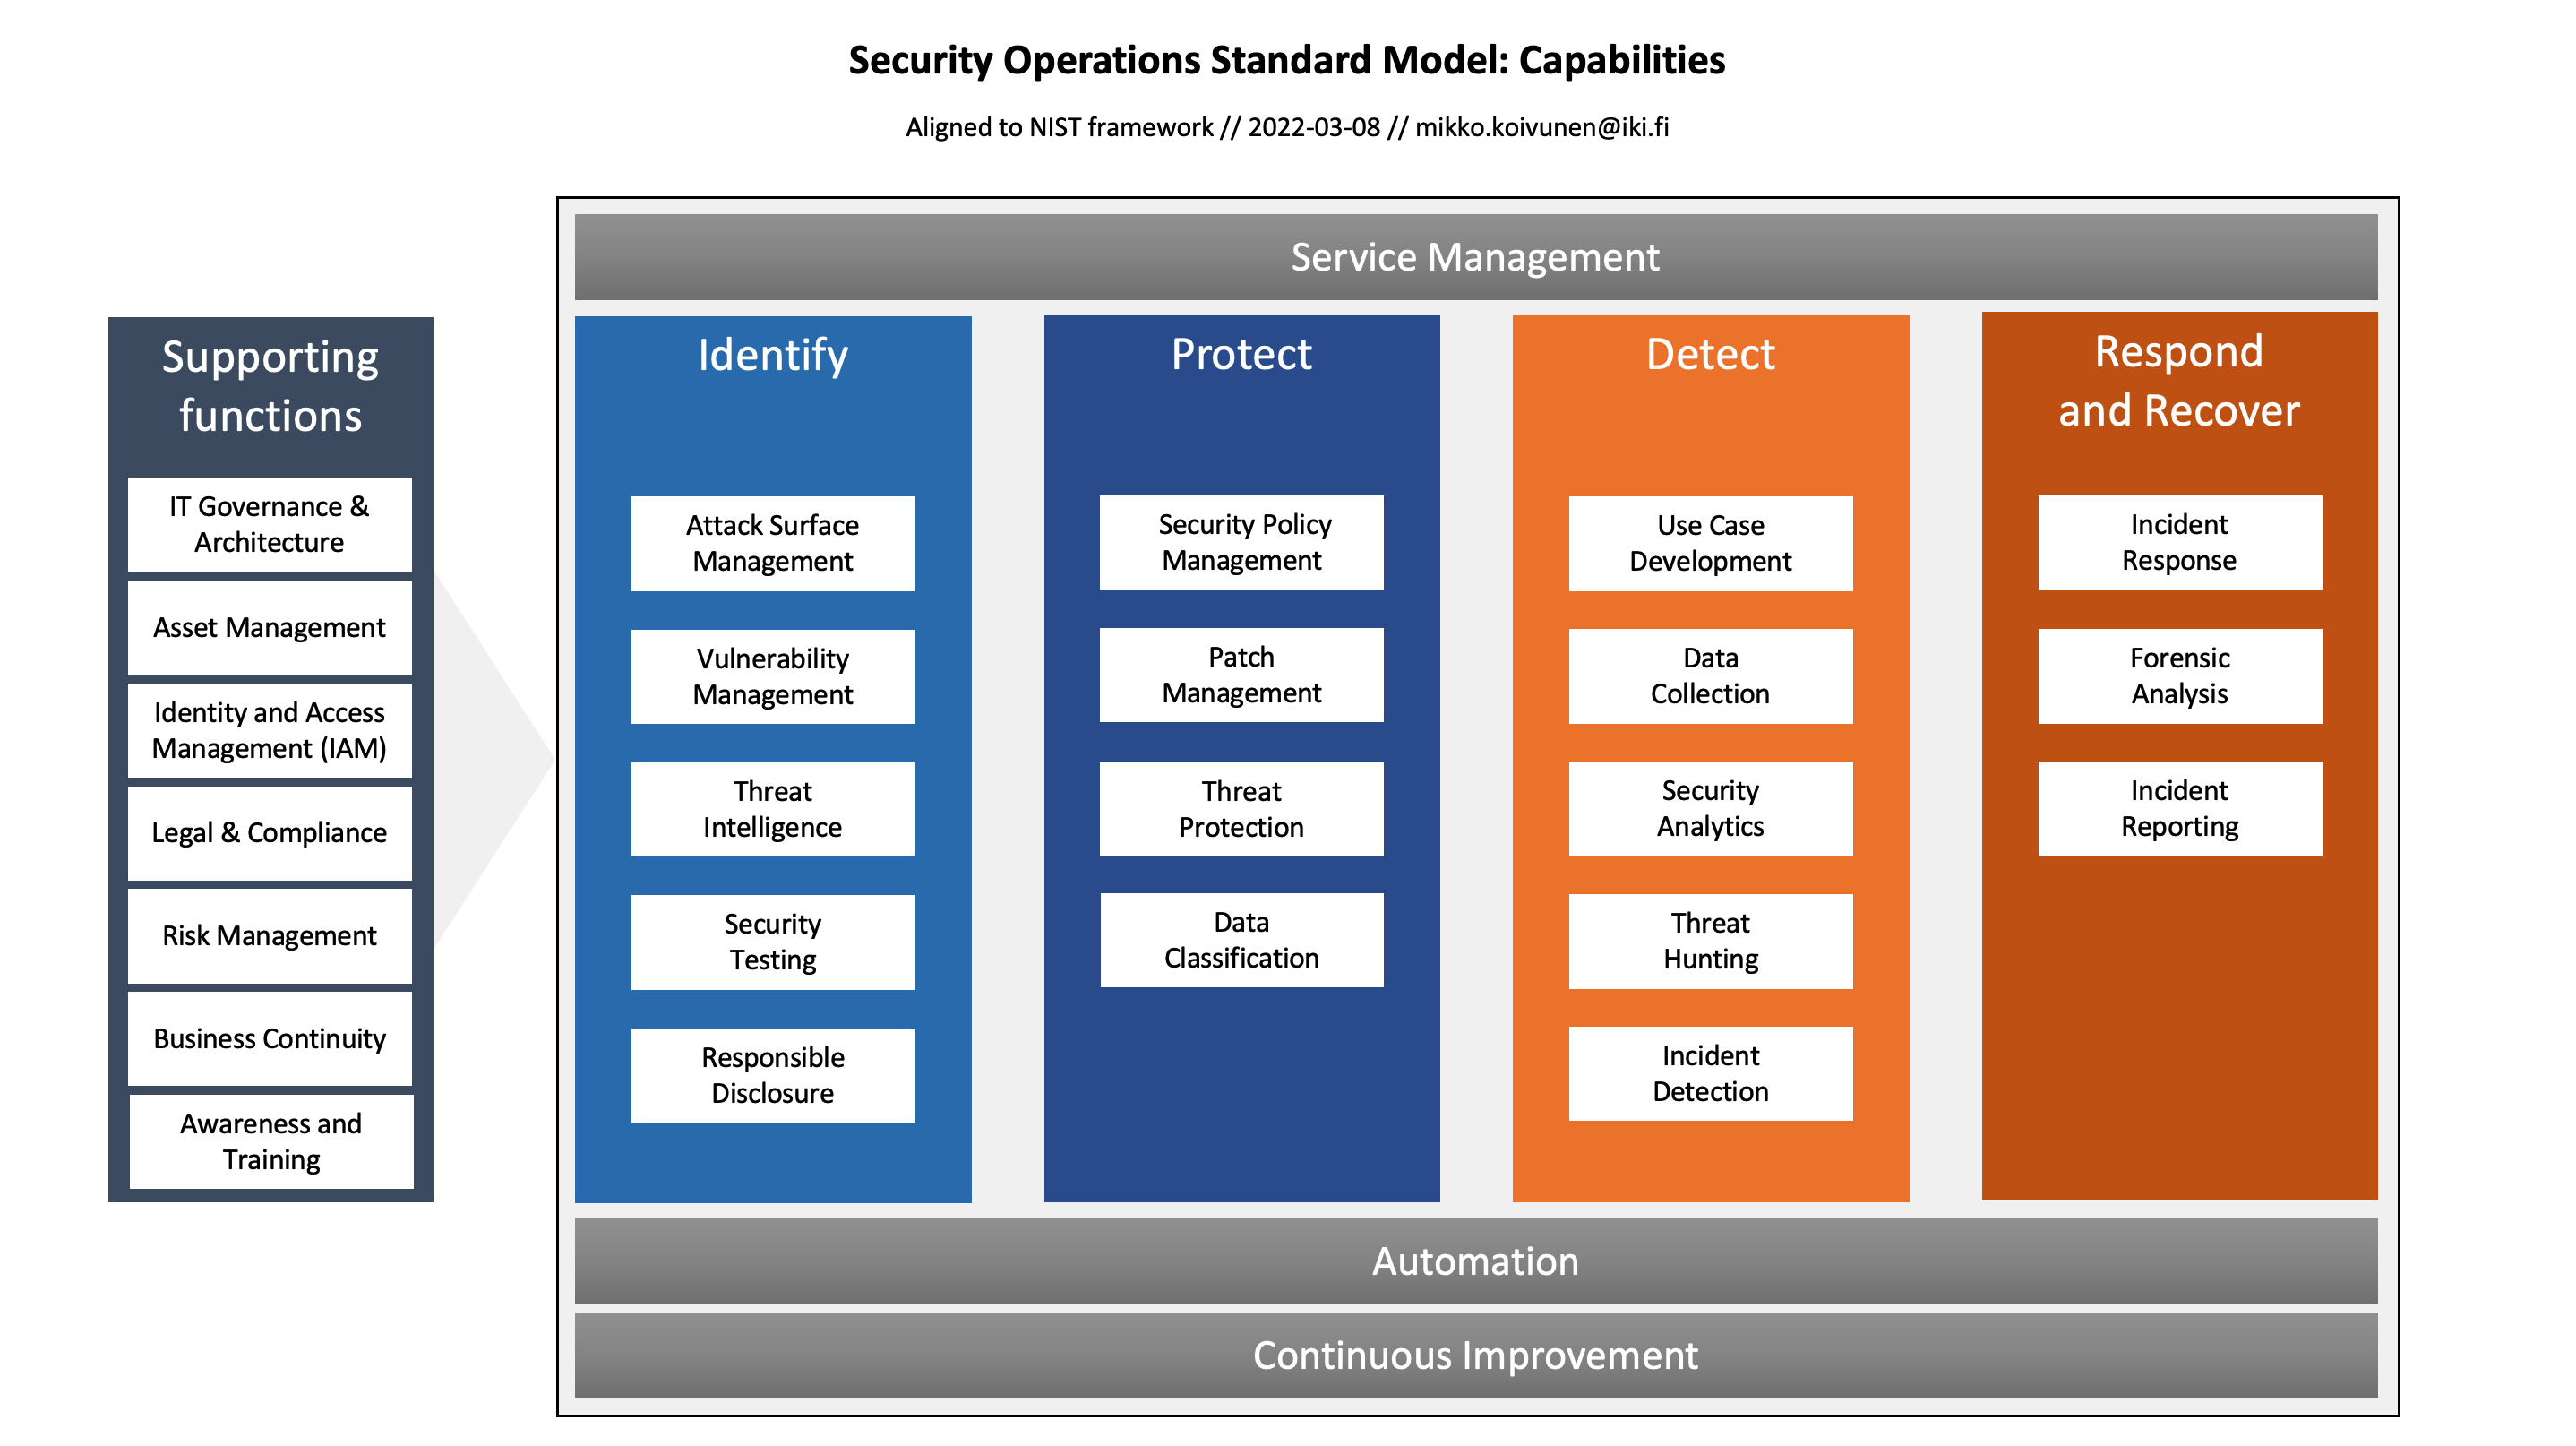 Security Operations Standard Model: Capabilities
Aligned to NIST framework // 2022-03-08 // mikko.koivunen@iki.fi
Supporting
functions
IT Governance &
Architecture
Asset Management
Identity and Access
Management (IAM)
Legal & Compliance
Risk Management
Business Continuity
Awareness and
Training
Service Management
Identify
Attack Surface
Management
Vulnerability
Management
Threat
Intelligence
Security
Testing
Responsible
Disclosure
Protect
Security Policy
Management
Patch
Management
Threat
Protection
Data
Classification
Detect
Use Case
Development
Data
Collection
Security
Analytics
Threat
Hunting
Incident
Detection
Respond
and Recover
Incident
Response
Forensic
Analysis
Incident
Reporting
Automation
Continuous Improvement